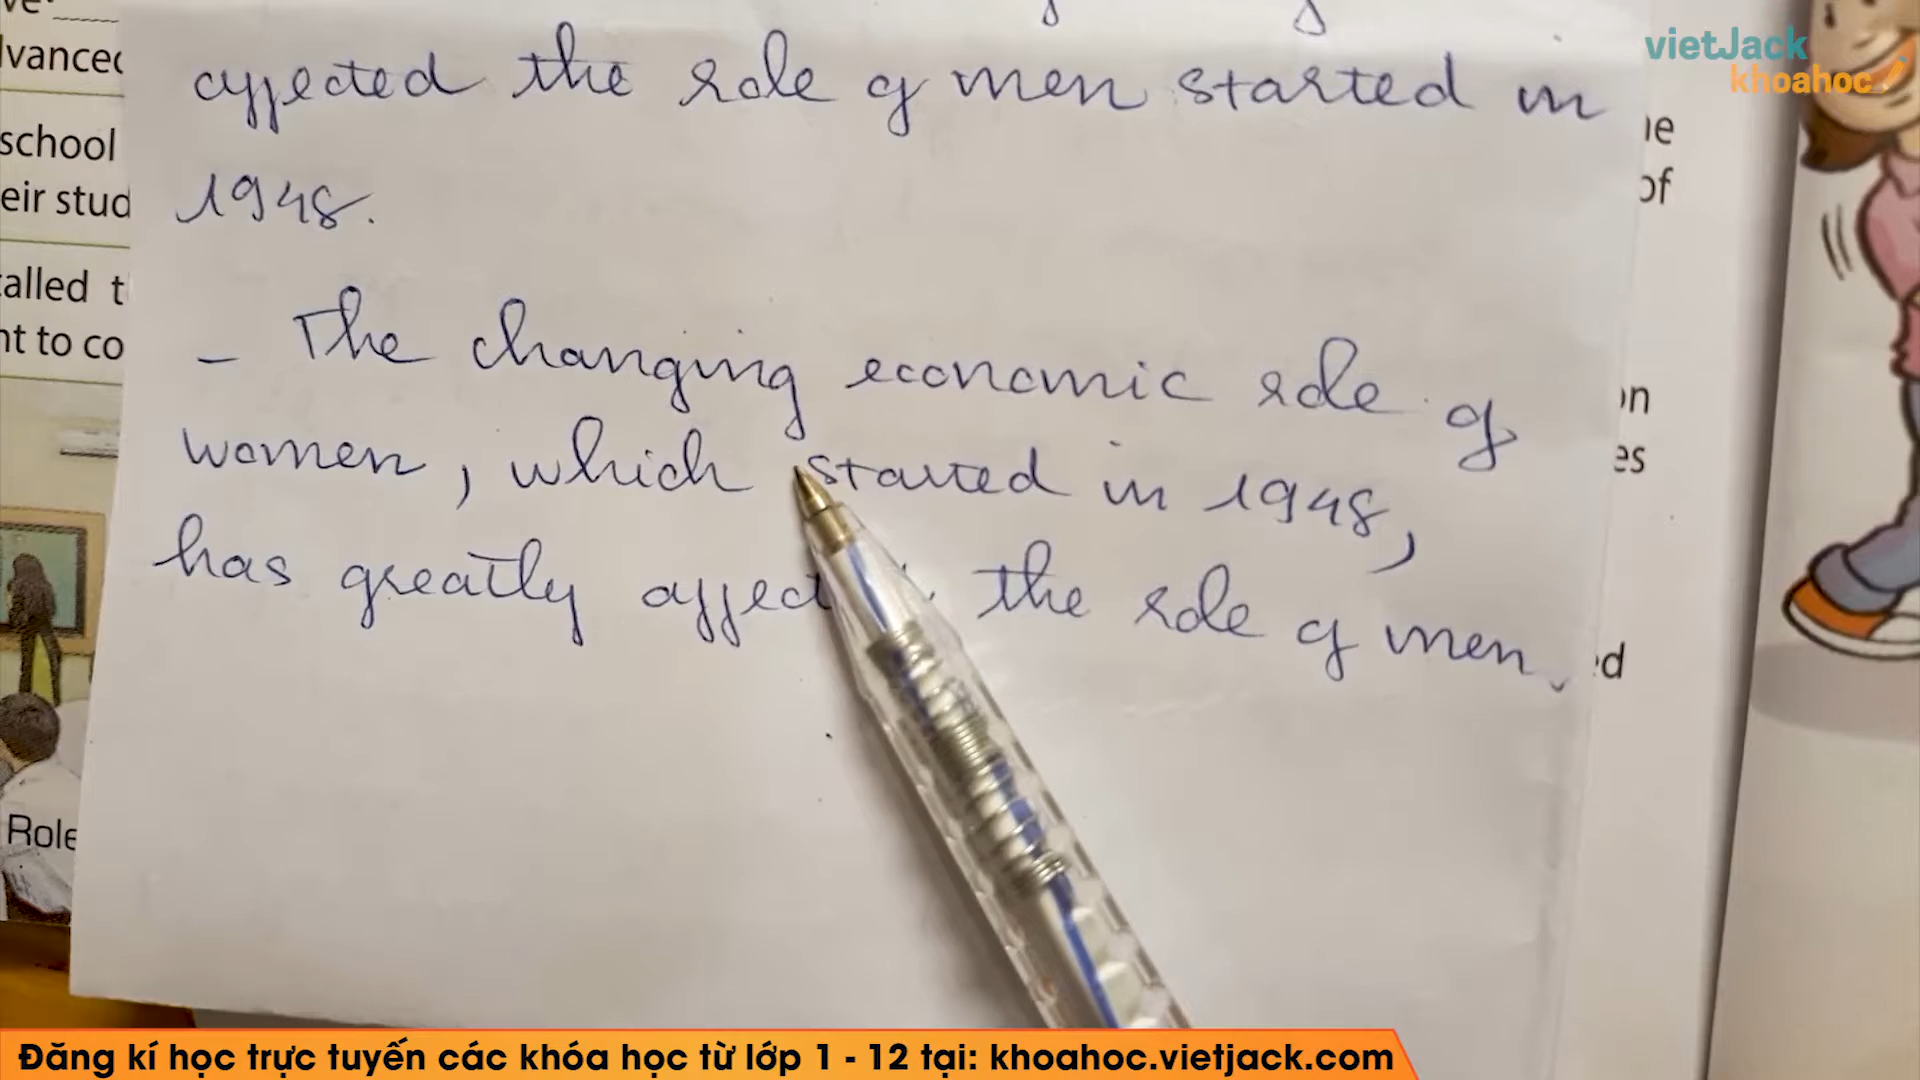 vietJack
khoahoc
affected the role of men started in
1948.
- The changing economic role of
women, which started in 1948,
has greatly affect the role of men.
dvanced
school
eir stud
alled t
nt to co
Role
ne
of
on
es
ed
Đăng kí học trực tuyến các khóa học từ lớp 1 - 12 tại: khoahoc.vietjack.com